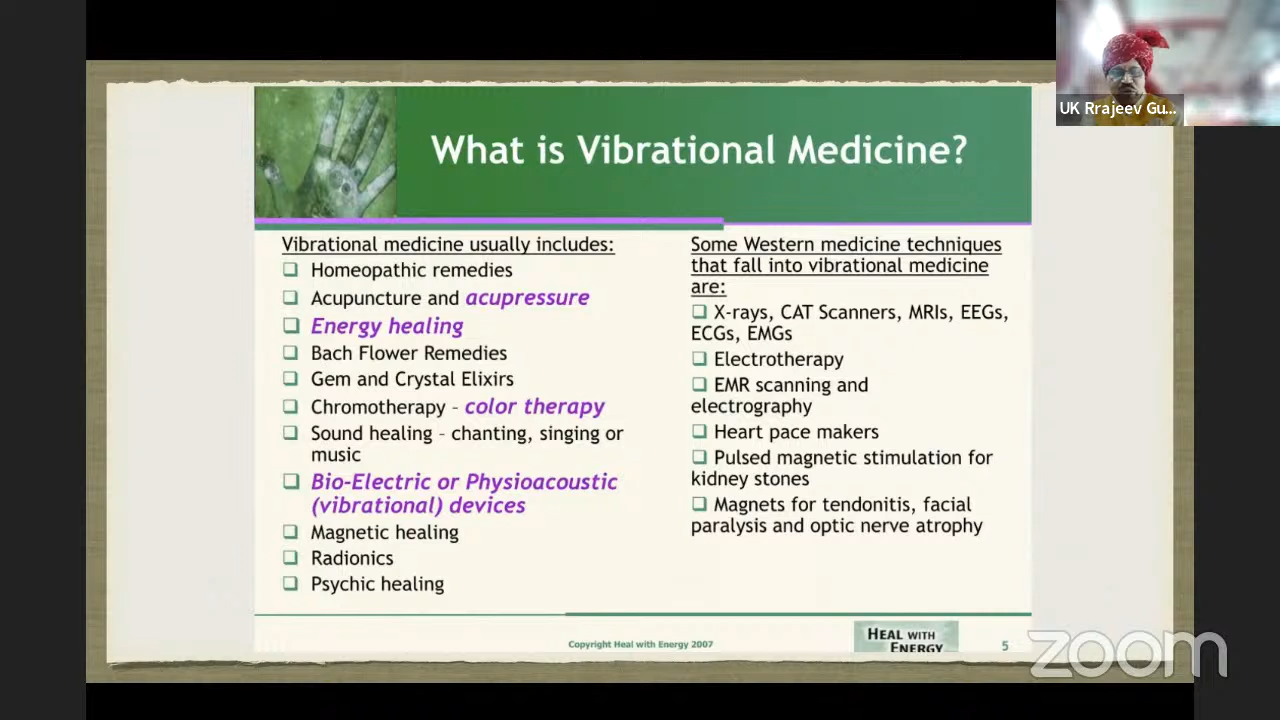 UK Rrajeev Gu...
What is Vibrational Medicine?
Vibrational medicine usually includes:
Homeopathic remedies
Acupuncture and acupressure
Energy healing
Bach Flower Remedies
Gem and Crystal Elixirs
Chromotherapy – color therapy
Sound healing – chanting, singing or
music
Bio-Electric or Physioacoustic
(vibrational) devices
Magnetic healing
Radionics
Psychic healing
Some Western medicine techniques
that fall into vibrational medicine
are:
X-rays, CAT Scanners, MRIs, EEGs,
ECGs, EMGs
Electrotherapy
EMR scanning and
electrography
Heart pace makers
Pulsed magnetic stimulation for
kidney stones
Magnets for tendonitis, facial
paralysis and optic nerve atrophy
Copyright Heal with Energy 2007
HEAL WITH
ENERGY
5
zoom